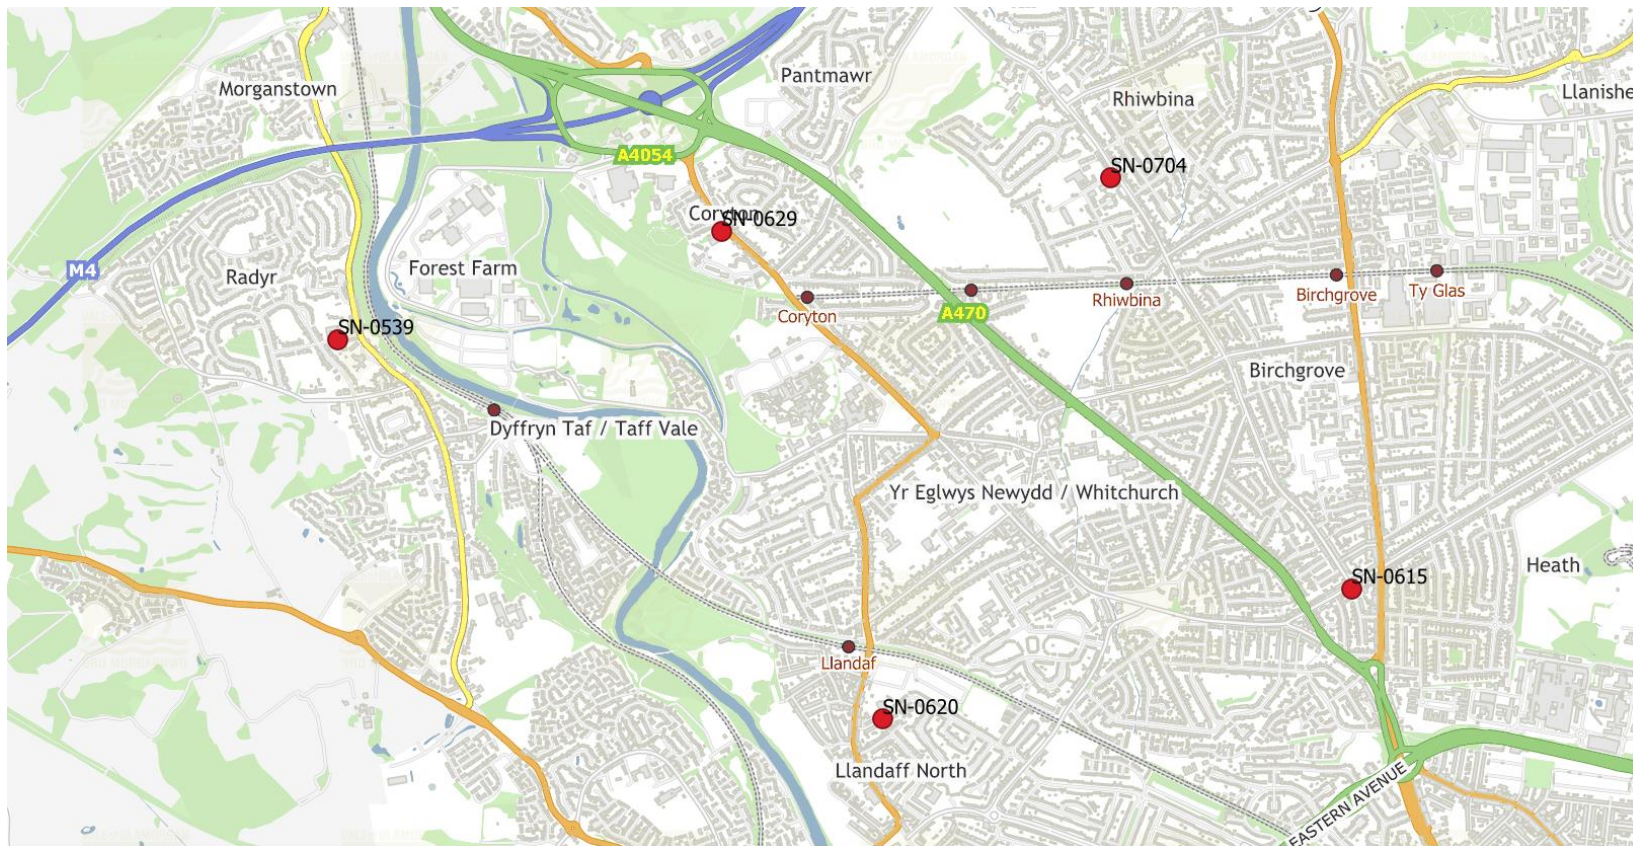 Pantmawr
Morganstown
Rhiwbina
Llanishe
A4054
SN-0704
Coryton
SN-0629
M4
Radyr
Forest Farm
Rhiwbina
Birchgrove
Ty Glas
Coryton
A470
SN-0539
Birchgrove
Dyffryn Taf / Taff Vale
Yr Eglwys Newydd / Whitchurch
Heath
SN-0615
Llandaf
SN-0620
Llandaff North
EASTERN AVENUE